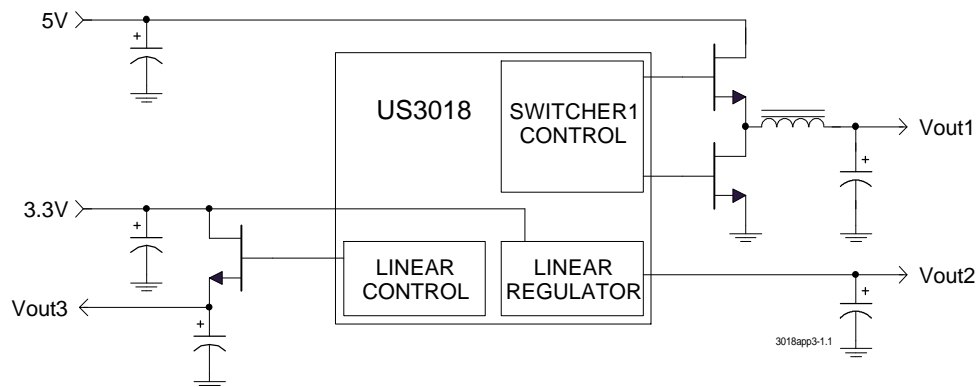 5V
+
US3018
SWITCHER1
CONTROL
Vout1
+
3.3V
+
LINEAR
CONTROL
LINEAR
REGULATOR
Vout2
Vout3
+
+
3018app3-1.1